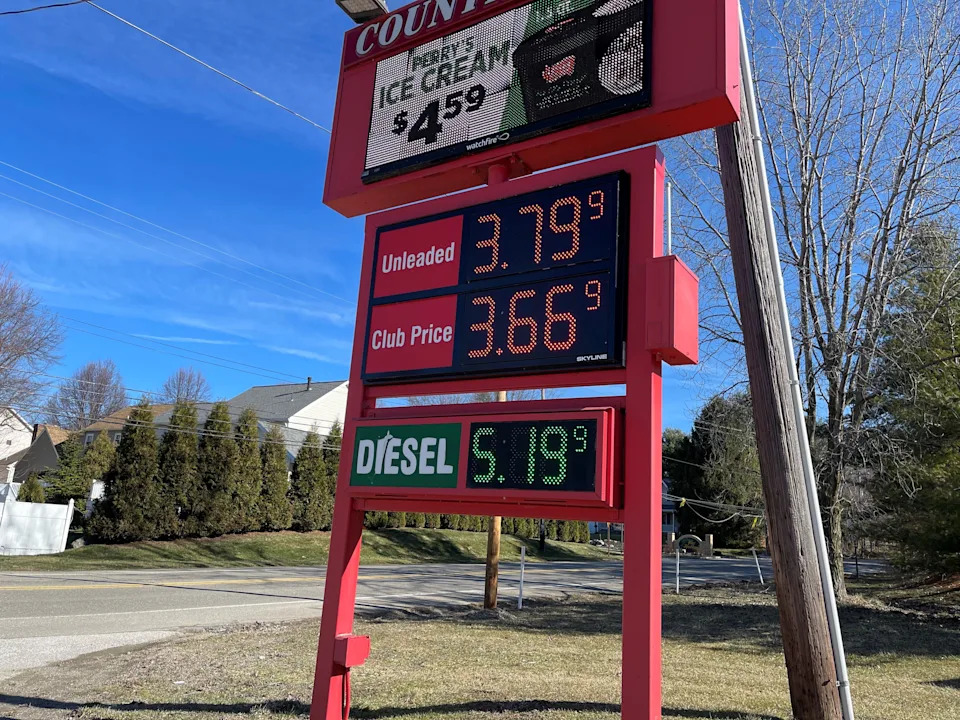 PERRY'S
ICE CREAM
$4.59
watchfire
Unleaded 3.79 9
Club Price 3.66 9
SKYLINE
DIESEL 5.19 9